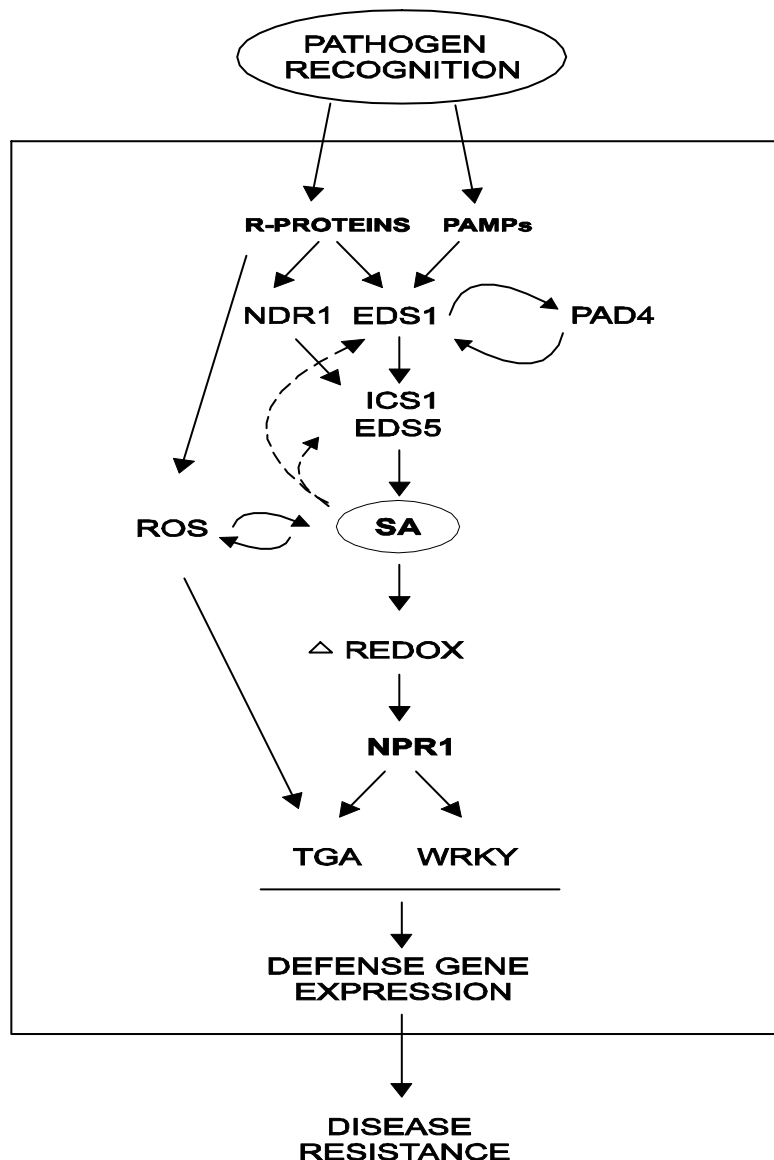 PATHOGEN
RECOGNITION
R-PROTEINS PAMPs
NDR1 EDS1 PAD4
ICS1
EDS5
ROS SA
△ REDOX
NPR1
TGA WRKY
DEFENSE GENE
EXPRESSION
DISEASE
RESISTANCE